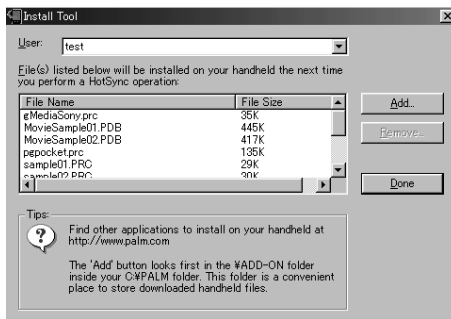 Install Tool
User: test
File(s) listed below will be installed on your handheld the next time
you perform a HotSync operation:
File Name File Size
gMediaSony.prc 35K
MovieSample01.PDB 445K
MovieSample02.PDB 417K
pgpocket.prc 135K
sample01.PRC 29K
sample02.PRC 30K
Add...
Remove...
Done
Tips:
Find other applications to install on your handheld at
http://www.palm.com
The 'Add' button looks first in the ¥ADD-ON folder
inside your C:¥PALM folder. This folder is a convenient
place to store downloaded handheld files.